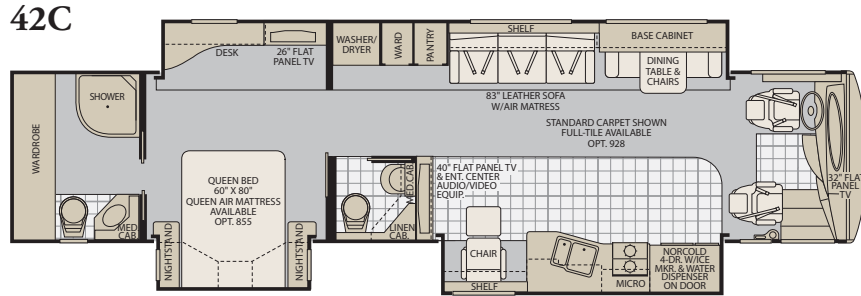 42C
WARDROBE
SHOWER
MED
CAB.
DESK
26" FLAT
PANEL TV
QUEEN BED
60" X 80"
QUEEN AIR MATTRESS
AVAILABLE
OPT. 855
NIGHTSTAND
NIGHTSTAND
WASHER/
DRYER
WARD
PANTRY
SHELF
BASE CABINET
DINING
TABLE &
CHAIRS
83" LEATHER SOFA
W/AIR MATRESS
STANDARD CARPET SHOWN
FULL-TILE AVAILABLE
OPT. 928
MED CAB.
LINEN
CAB.
40" FLAT PANEL TV
& ENT. CENTER
AUDIO/VIDEO
EQUIP.
CHAIR
SHELF
MICRO
NORCOLD
4-DR. W/ICE
MKR. & WATER
DISPENSER
ON DOOR
32" FLAT
PANEL
TV